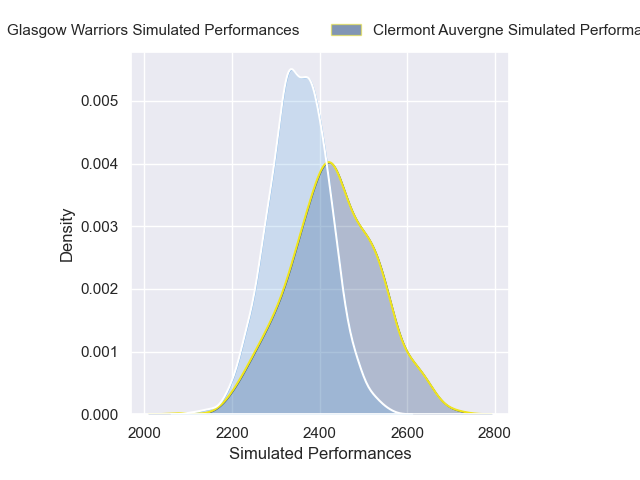 Glasgow Warriors Simulated Performances
Clermont Auvergne Simulated Performa
0.005
0.004
0.003
0.002
0.001
0.000
Density
2000 2200 2400 2600 2800
Simulated Performances